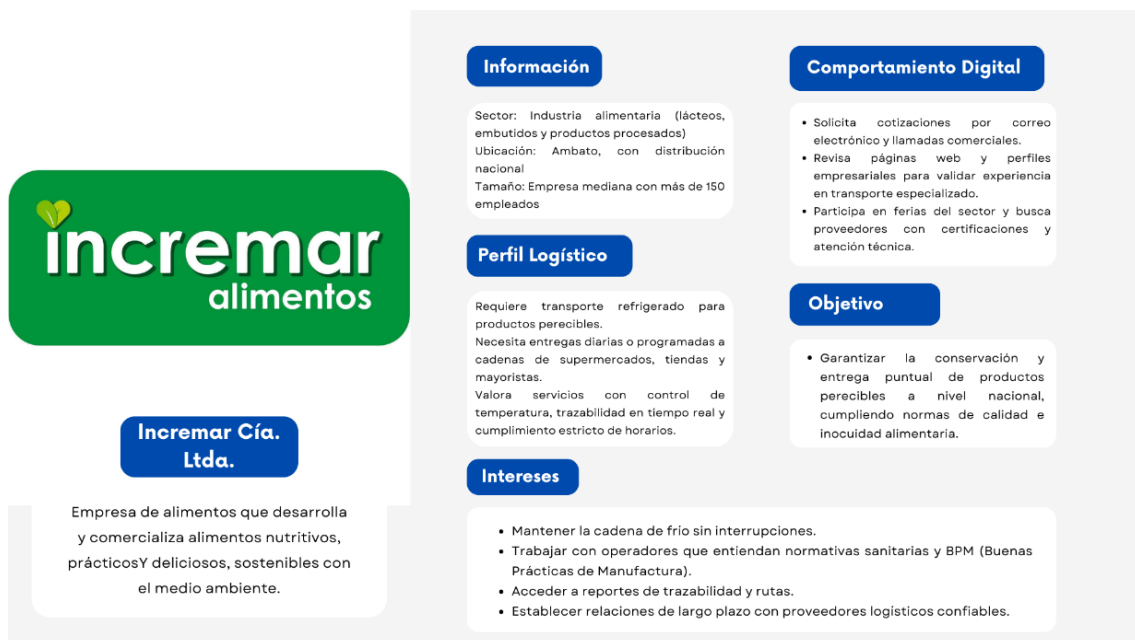 incremar
alimentos
Incremar Cía.
Ltda.
Empresa de alimentos que desarrolla
y comercializa alimentos nutritivos,
prácticosY deliciosos, sostenibles con
el medio ambiente.
Información
Sector: Industria alimentaria (lácteos,
embutidos y productos procesados)
Ubicación: Ambato, con distribución
nacional
Tamaño: Empresa mediana con más de 150
empleados
Perfil Logístico
Requiere transporte refrigerado para
productos perecibles.
Necesita entregas diarias o programadas a
cadenas de supermercados, tiendas y
mayoristas.
Valora servicios con control de
temperatura, trazabilidad en tiempo real y
cumplimiento estricto de horarios.
Comportamiento Digital
• Solicita cotizaciones por correo
electrónico y llamadas comerciales.
• Revisa páginas web y perfiles
empresariales para validar experiencia
en transporte especializado.
• Participa en ferias del sector y busca
proveedores con certificaciones y
atención técnica.
Objetivo
• Garantizar la conservación y
entrega puntual de productos
perecibles a nivel nacional,
cumpliendo normas de calidad e
inocuidad alimentaria.
Intereses
• Mantener la cadena de frío sin interrupciones.
• Trabajar con operadores que entiendan normativas sanitarias y BPM (Buenas
Prácticas de Manufactura).
• Acceder a reportes de trazabilidad y rutas.
• Establecer relaciones de largo plazo con proveedores logisticos confiables.